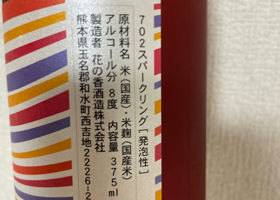 702スパークリング[発泡性]
原材料名 米(国産)・米麹(国産米)
アルコール分 8度 内容量 375ml
製造者 花の香酒造株式会社
熊本県玉名郡和水町西吉地2226-2